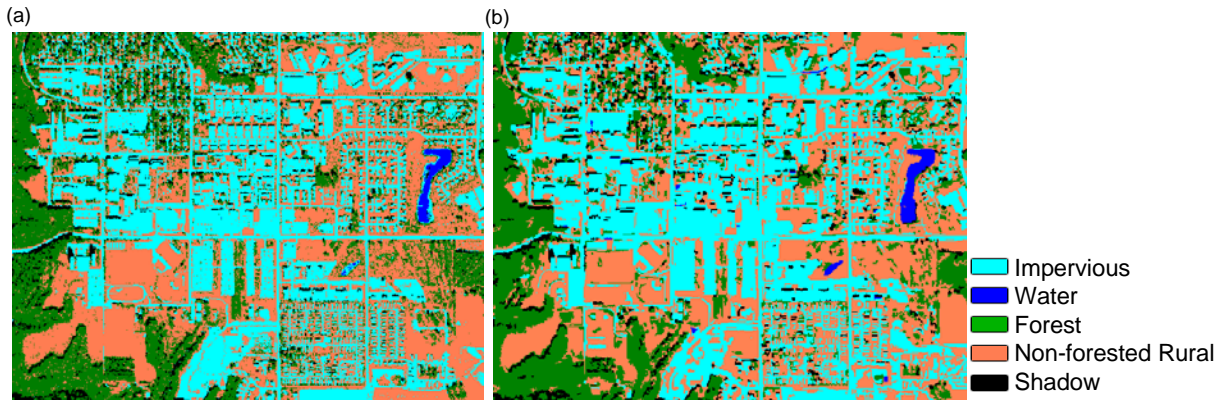 (a)
(b)
Impervious
Water
Forest
Non-forested Rural
Shadow